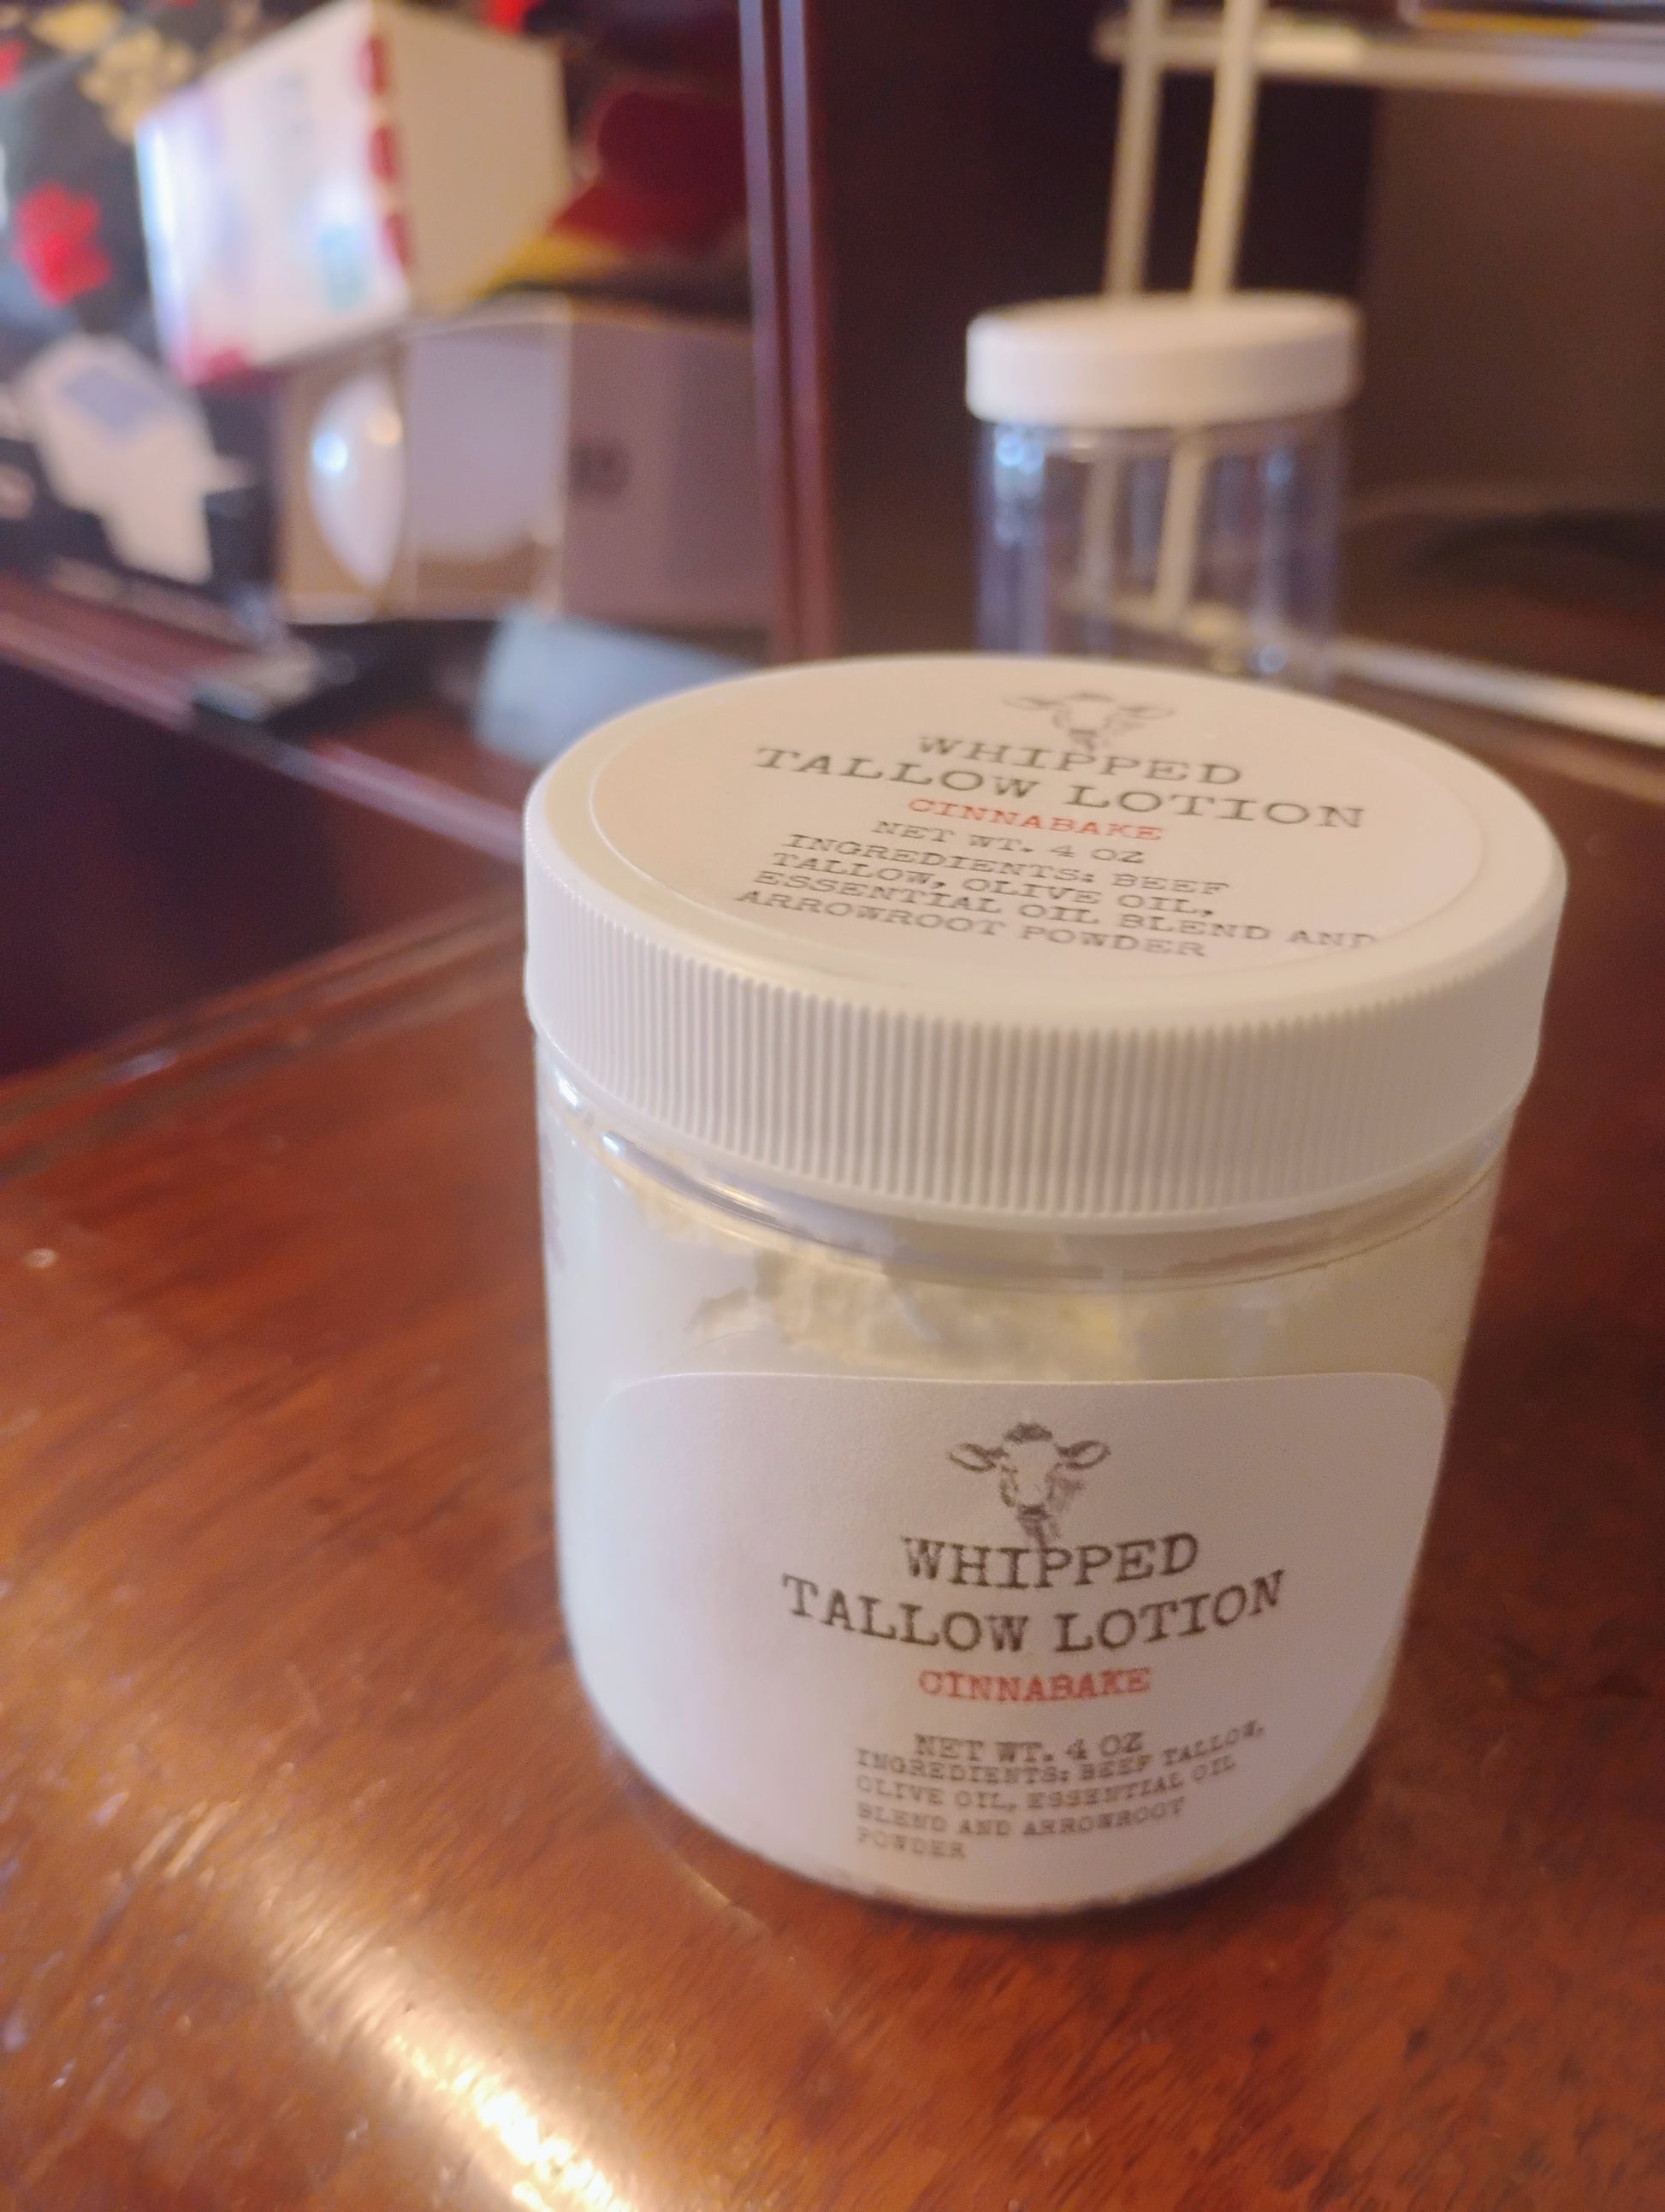 WHIPPED
TALLOW LOTION
CINNABAKE
NET WT. 4 OZ
INGREDIENTS: BEEF
TALLOW, OLIVE OIL,
ESSENTIAL OIL BLEND AND
ARROWROOT POWDER
WHIPPED
TALLOW LOTION
CINNABAKE
NET WT. 4 OZ
INGREDIENTS: BEEF TALLOW,
OLIVE OIL, ESSENTIAL OIL
BLEND AND ARROWROOT
POWDER